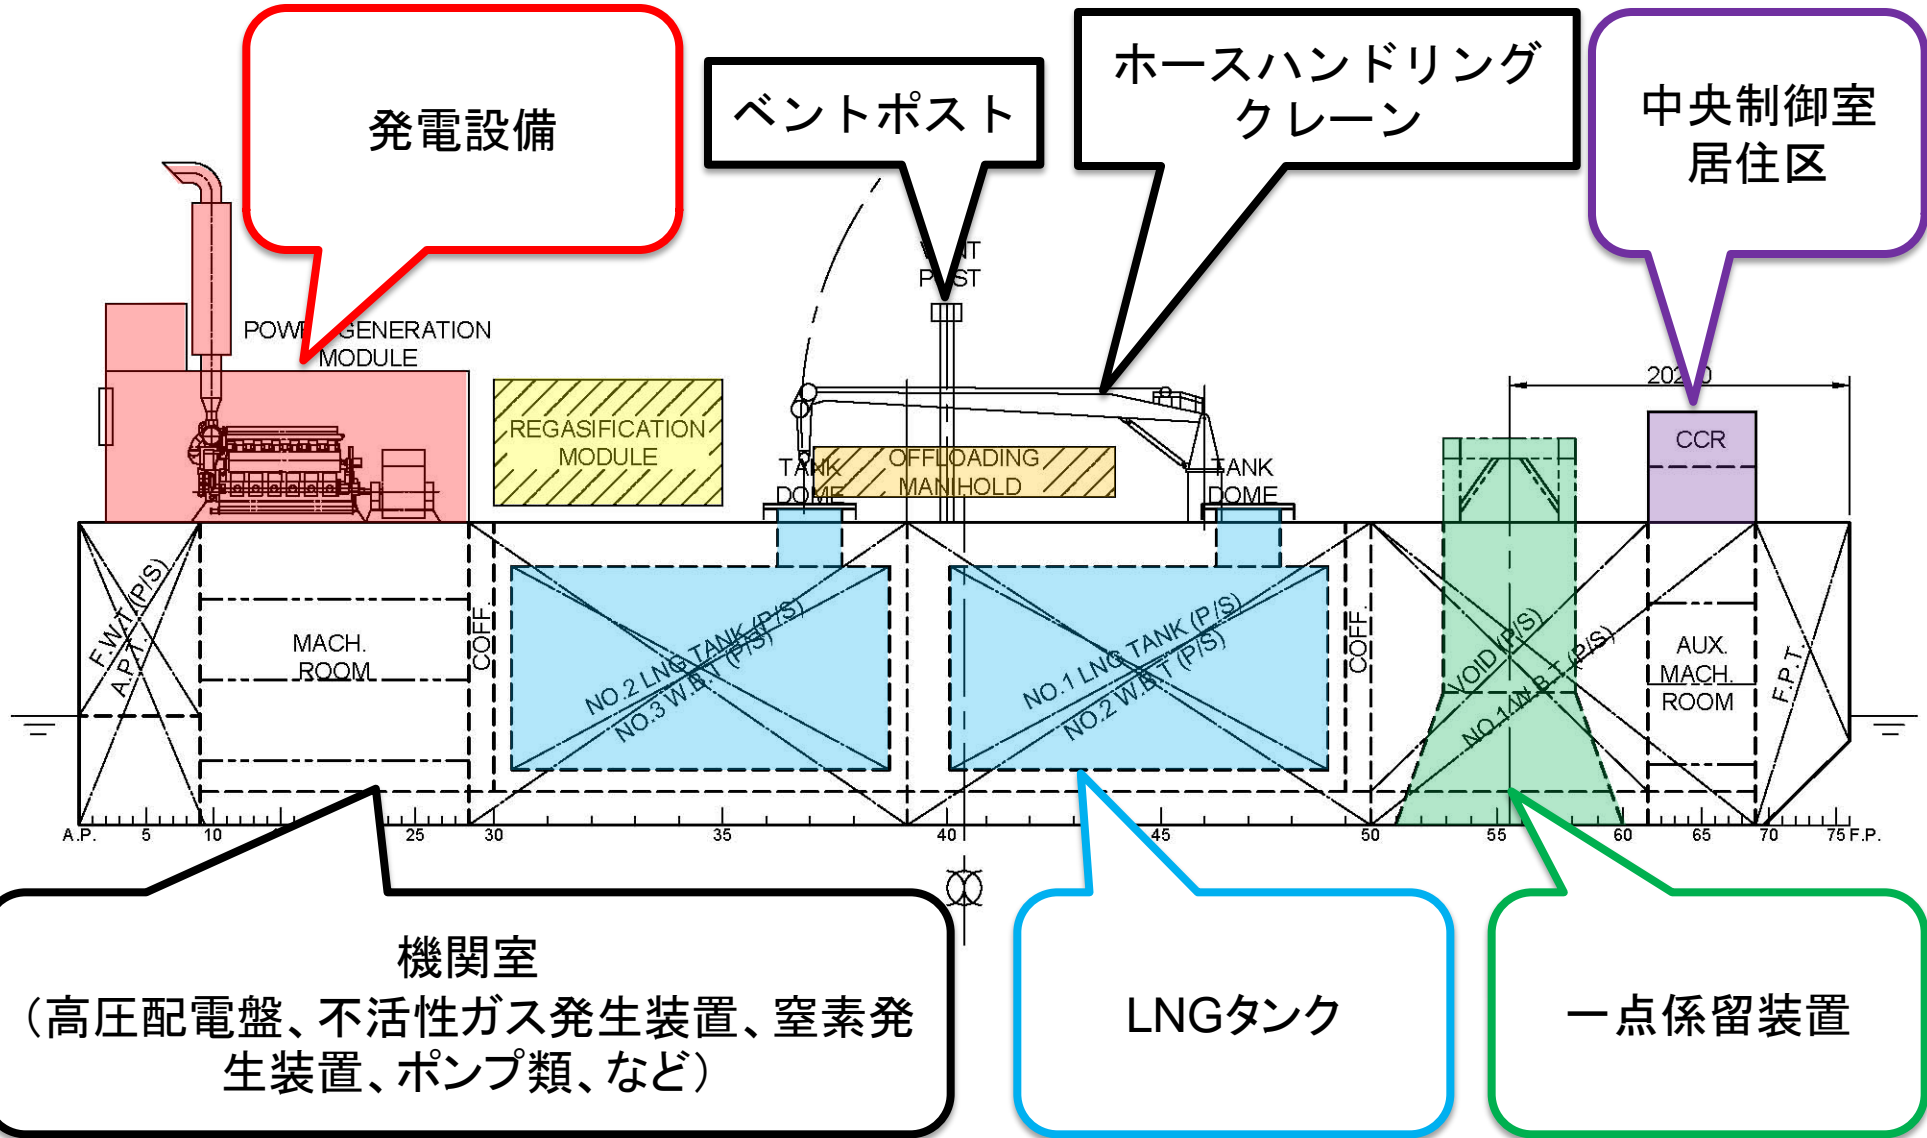 発電設備
ベントポスト
ホースハンドリング
クレーン
中央制御室
居住区
POWER GENERATION
MODULE
REGASIFICATION
MODULE
TANK
DOME
OFFLOADING
MANIHOLD
TANK
DOME
CCR
F.W.T (P/S)
A.P.T.
MACH.
ROOM
COFF.
NO.2 LNG TANK (P/S)
NO.3 W.B.T (P/S)
NO.1 LNG TANK (P/S)
NO.2 W.B.T (P/S)
COFF.
VOID (P/S)
NO.1 W.B.T (P/S)
AUX.
MACH.
ROOM
F.P.T.
A.P. 5 10 25 30 35 40 45 50 55 60 65 70 75 F.P.
機関室
（高圧配電盤、不活性ガス発生装置、窒素発
生装置、ポンプ類、など）
LNGタンク
一点係留装置